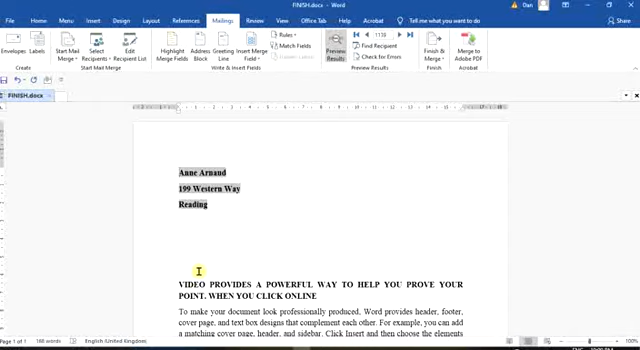 FINISH.docx - Word
Dan
File Home Menu Insert Design Layout References Mailings Review View Office Tab Help Acrobat Tell me what you want to do Share
Envelopes Labels
Start Mail Merge
Select Recipients
Edit Recipient List
Highlight Merge Fields
Address Block
Greeting Line
Insert Merge Field
Rules
Match Fields
Preview Results
1130
Find Recipient
Check for Errors
Finish & Merge
Merge to Adobe PDF
Create Start Mail Merge Write & Insert Fields Preview Results Finish Acrobat
FINISH.docx
Anne Arnaud
199 Western Way
Reading
VIDEO PROVIDES A POWERFUL WAY TO HELP YOU PROVE YOUR
POINT. WHEN YOU CLICK ONLINE
To make your document look professionally produced, Word provides header, footer,
cover page, and text box designs that complement each other. For example, you can add
a matching cover page, header, and sidebar. Click Insert and then choose the elements
Page 1 of 1 188 words English (United Kingdom) 100%